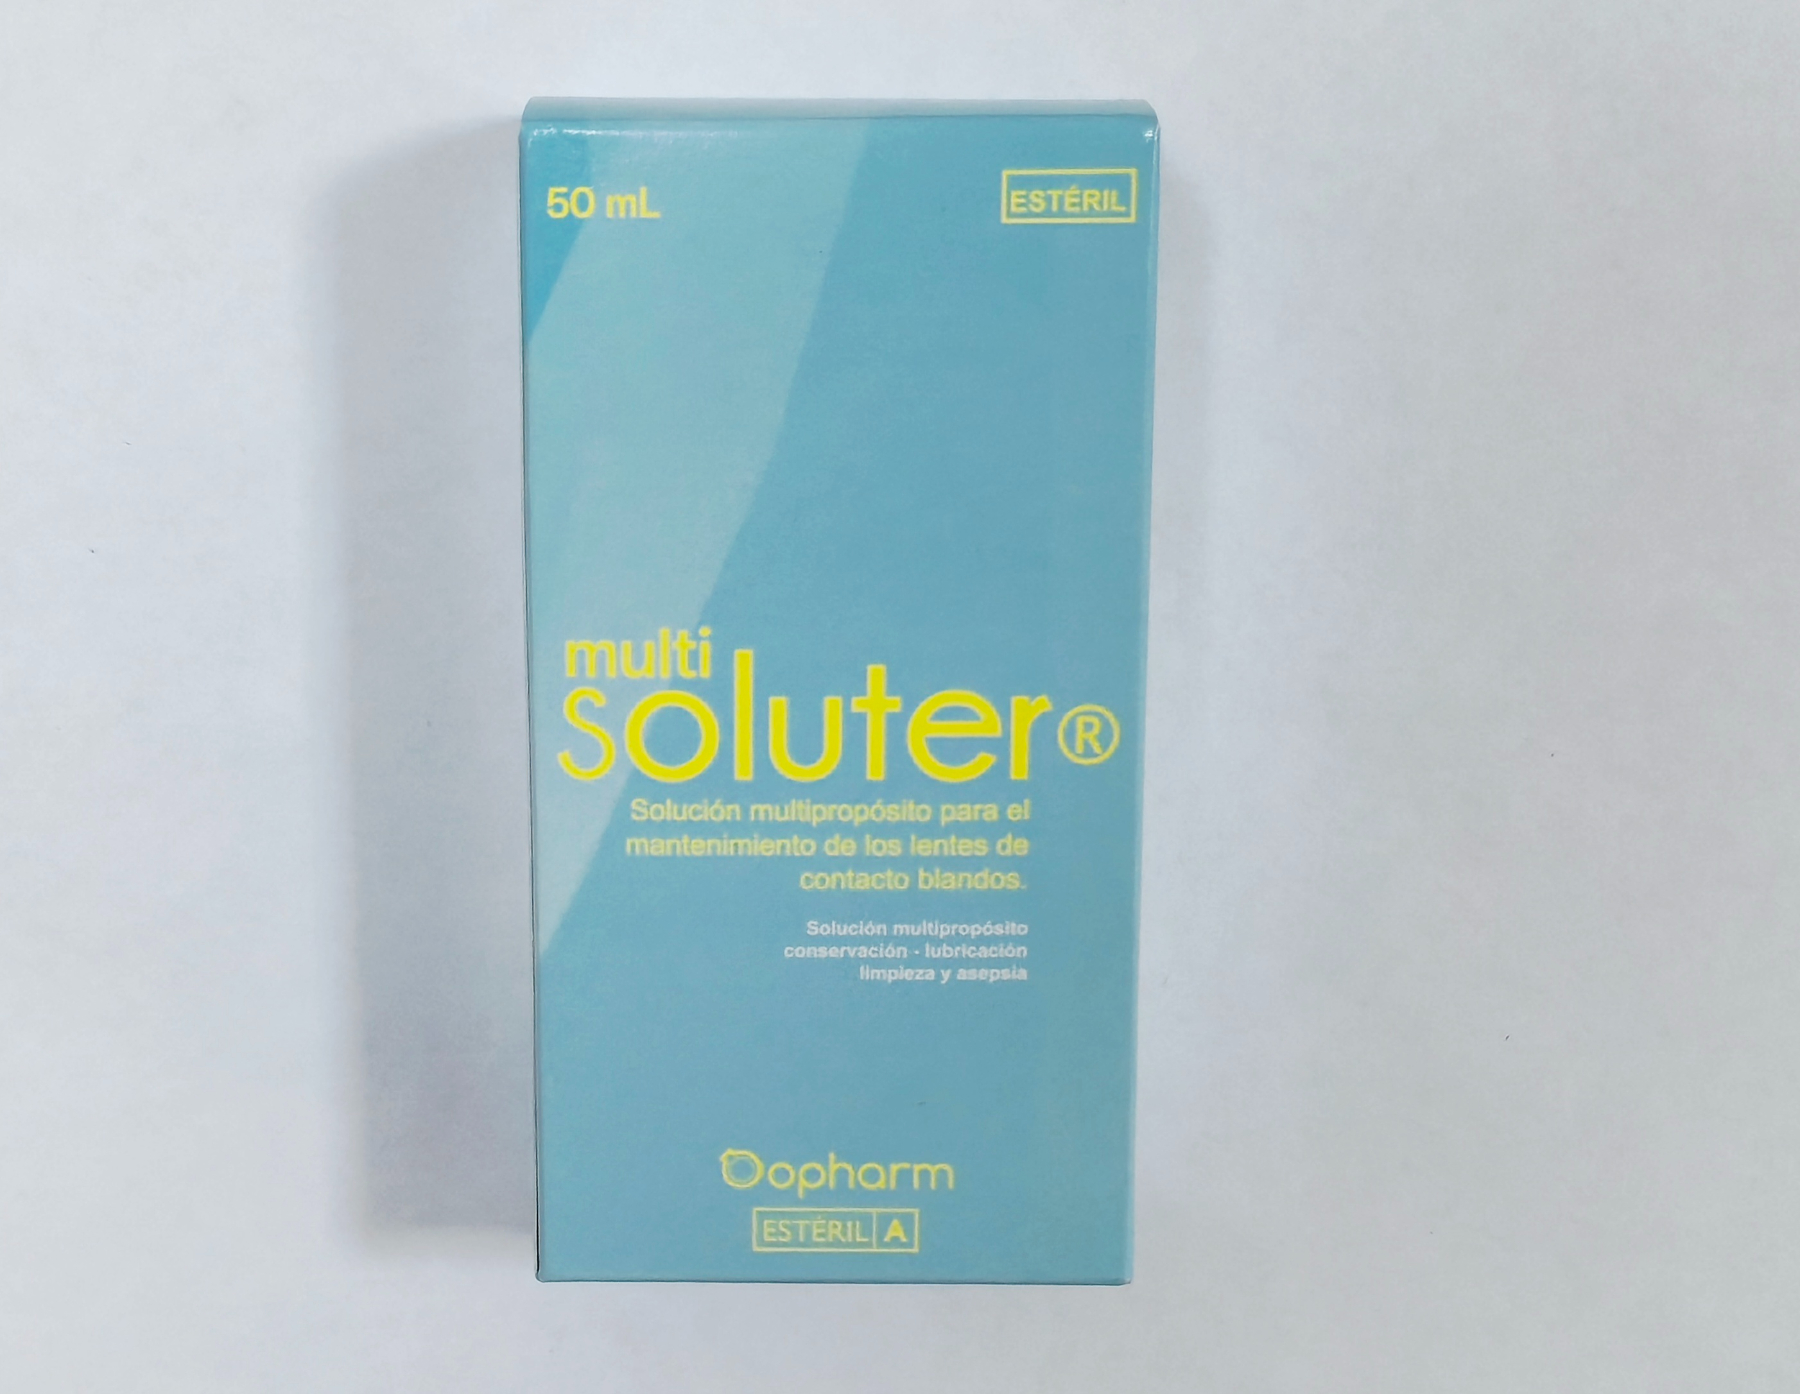 50 mL
ESTÉRIL
multi
soluter®
Solución multipropósito para el
mantenimiento de los lentes de
contacto blandos.
Solución multipropósito
conservación - lubricación
limpieza y asepsia
oopharm
ESTÉRIL A